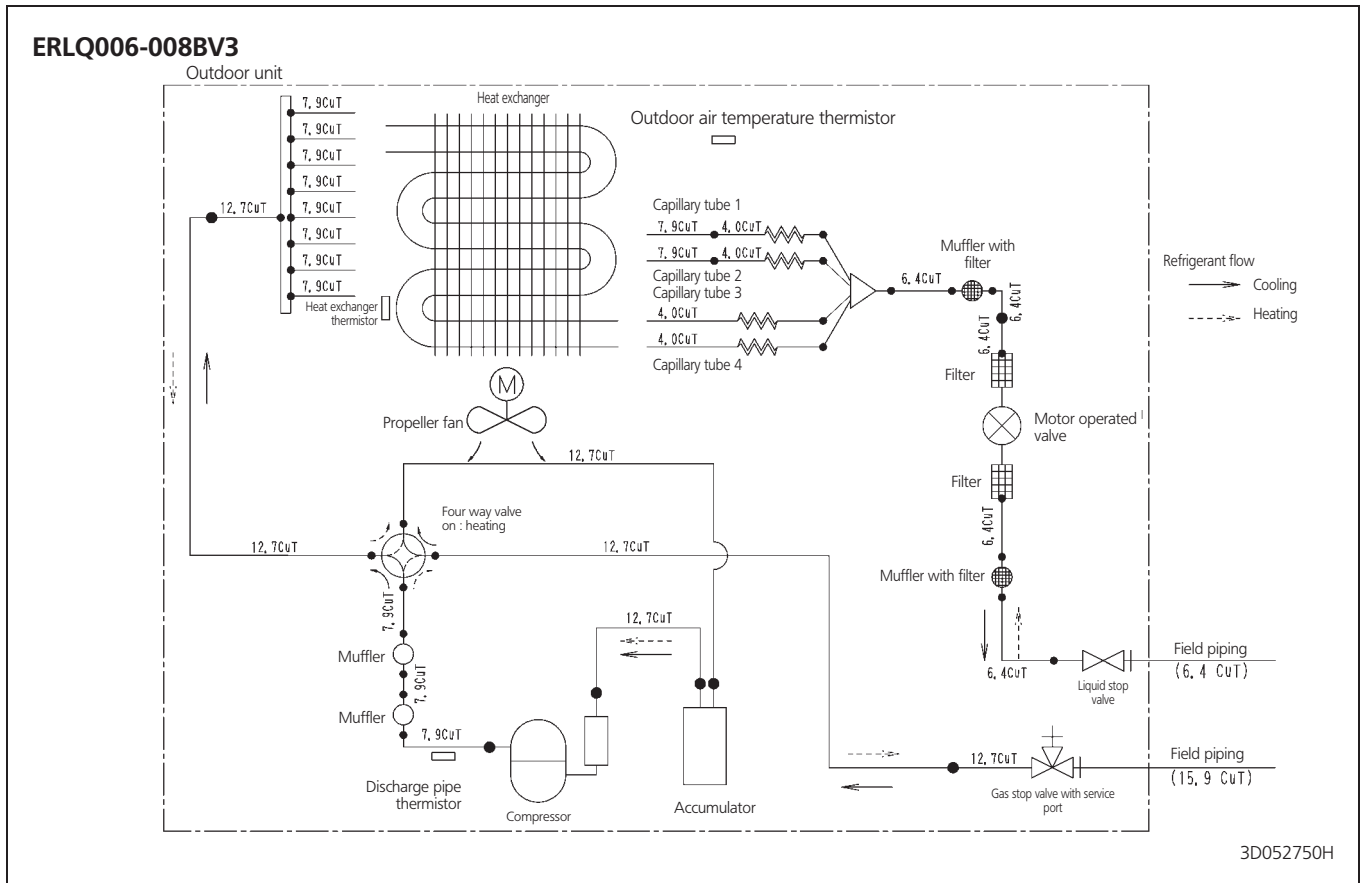 ERLQ006-008BV3
Outdoor unit
7,9CuT
7,9CuT
7,9CuT
7,9CuT
7,9CuT
7,9CuT
7,9CuT
7,9CuT
12,7CuT
Heat exchanger
Heat exchanger
thermistor
Outdoor air temperature thermistor
Capillary tube 1
7,9CuT
4,0CuT
7,9CuT
4,0CuT
Capillary tube 2
Capillary tube 3
4,0CuT
4,0CuT
Capillary tube 4
6,4CuT
Muffler with
filter
6,4CuT
6,4CuT
Refrigerant flow
Cooling
Heating
Filter
Motor operated
valve
Filter
6,4CuT
Muffler with filter
M
Propeller fan
12,7CuT
Four way valve
on : heating
12,7CuT
12,7CuT
7,9CuT
Muffler
7,9CuT
Muffler
7,9CuT
Discharge pipe
thermistor
Compressor
12,7CuT
Accumulator
6,4CuT
Liquid stop
valve
Field piping
(6,4 CuT)
12,7CuT
Gas stop valve with service
port
Field piping
(15,9 CuT)
3D052750H